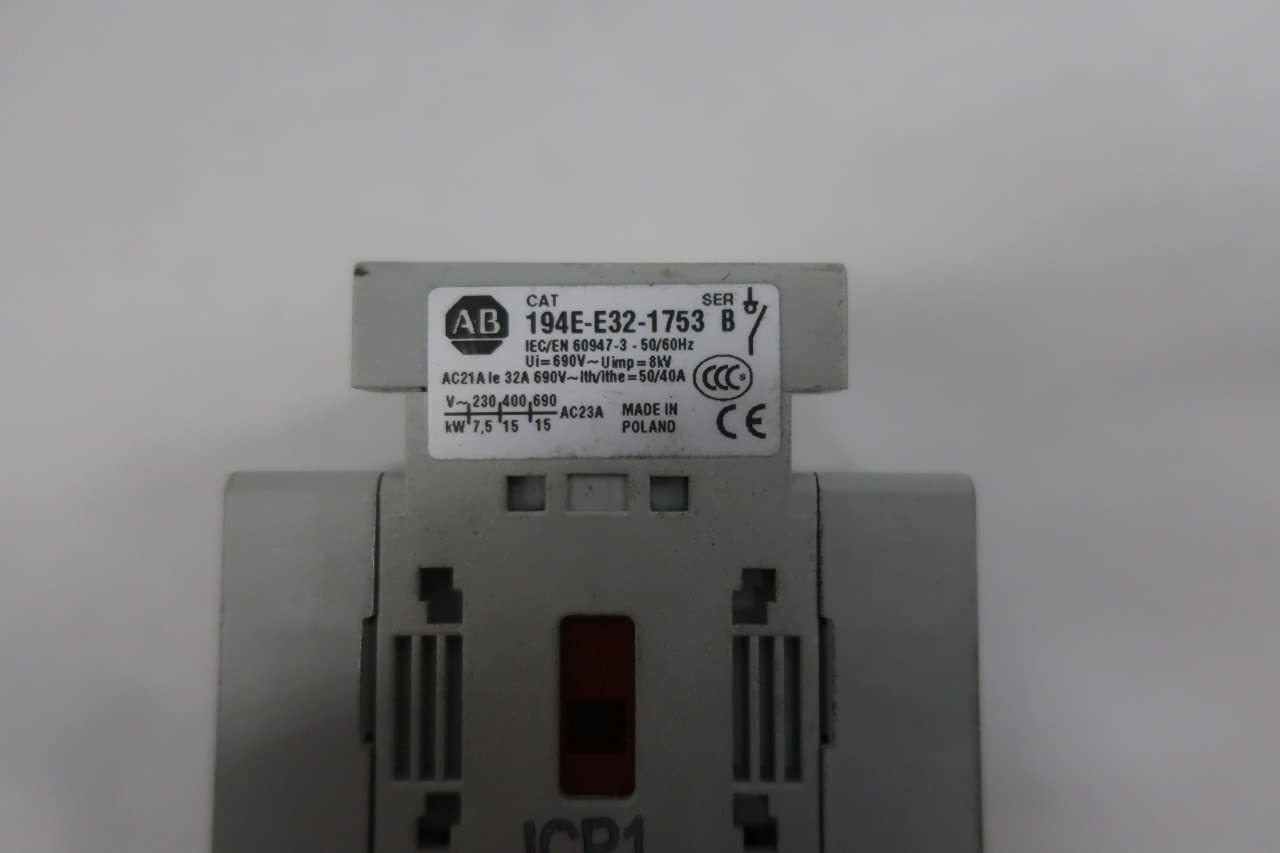 AB
CAT
SER
194E-E32-1753 B
IEC/EN 60947-3 - 50/60Hz
Ui=690V~Uimp=8kV
AC21A Ie 32A 690V~Ith/Ithe=50/40A
CCC S
V~ 230 400 690
AC23A
kW 7,5 15 15
MADE IN
POLAND
CE